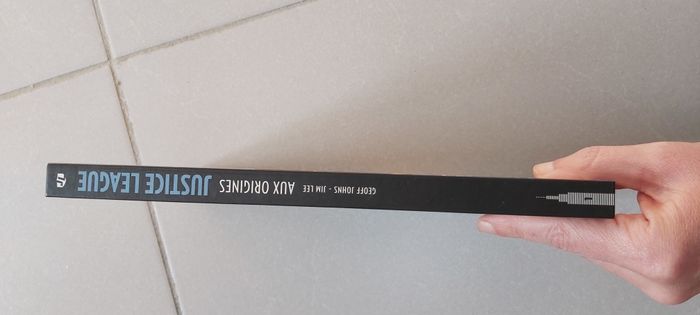 JUSTICE LEAGUE AUX ORIGINES GEOFF JOHNS - JIM LEE